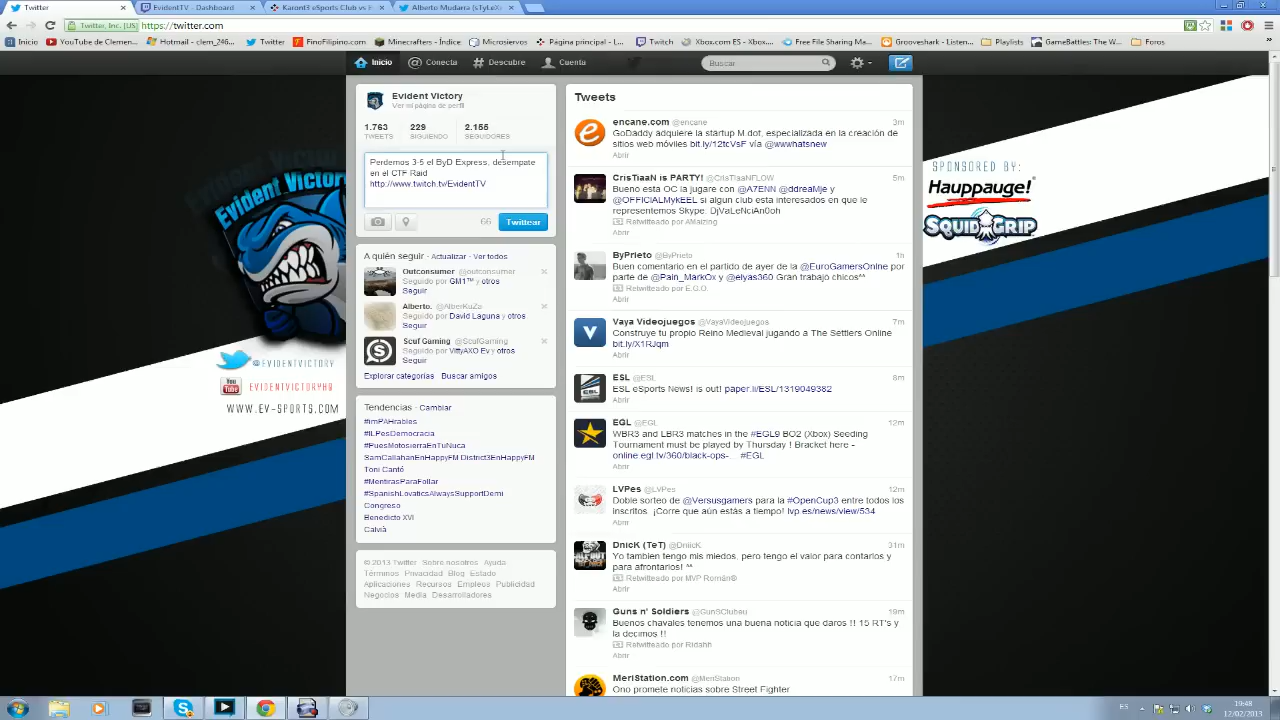 Twitter
EvidentTV - Dashboard
Karont3 eSports Club vs
Alberto Mudarra (sTyLeX
Twitter, Inc. [US] https://twitter.com
Inicio YouTube de Clemen... Hotmail - clem_246... Twitter FinoFilipino.com Minecrafters - Índice Microsiervos Página principal - L... Twitch Xbox.com ES - Xbox... Free File Sharing Ma... Grooveshark - Listen... Playlists GameBattles: The W... Foros
Inicio Conecta Descubre Cuenta Buscar
Evident Victory
Ver mi página de perfil
1.763 229 2.155
TWEETS SIGUIENDO SEGUIDORES
Perdemos 3-5 el ByD Express, desempate
en el CTF Raid
http://www.twitch.tv/EvidentTV
66 Twittear
A quién seguir · Actualizar · Ver todos
Outconsumer @outconsumer
Seguido por GM1™ y otros
Seguir
Alberto. @AlberKuZa
Seguido por David Laguna y otros
Seguir
Scuf Gaming @ScufGaming
Seguido por VittyAXO Ev y otros
Seguir
Explorar categorías Buscar amigos
Tendencias · Cambiar
#imPAHrables
#ILPesDemocracia
#PuesMotosierraEnTuNuca
SamCallahanEnHappyFM District3EnHappyFM
Toni Cantó
#MentirasParaFollar
#SpanishLovaticsAlwaysSupportDemi
Congreso
Benedicto XVI
Calvià
© 2013 Twitter Sobre nosotros Ayuda
Términos Privacidad Blog Estado
Aplicaciones Recursos Empleos Publicidad
Negocios Media Desarrolladores
Tweets
encane.com @encane 3m
GoDaddy adquiere la startup M dot, especializada en la creación de
sitios web móviles bit.ly/12tcVsF vía @wwwhatsnew
Abrir
CrisTiaaN is PARTY! @CrisTIaaNFLOW 5m
Bueno esta OC la jugare con @A7ENN @ddreaMje y
@OFFICIALMykEELL si algun club esta interesados en que le
representemos Skype: DjVaLeNciAn0oh
Retwitteado por AMaizing
Abrir
ByPrieto @ByPrieto 1h
Buen comentario en el partido de ayer de la @EuroGamersOnlne por
parte de @Pain_MarkOx y @elyas360 Gran trabajo chicos^^
Retwitteado por E.G.O.
Abrir
Vaya Videojuegos @VayaVideojuegos 7m
Construye tu propio Reino Medieval jugando a The Settlers Online
bit.ly/X1RJqm
Abrir
ESL @ESL 8m
ESL eSports News! is out! paper.li/ESL/1319049382
Abrir
EGL @EGL 12m
WBR3 and LBR3 matches in the #EGL9 BO2 (Xbox) Seeding
Tournament must be played by Thursday ! Bracket here -
online.egl.tv/360/black-ops-... #EGL
Abrir
LVPes @LVPes 12m
Doble sorteo de @Versusgamers para la #OpenCup3 entre todos los
inscritos. ¡Corre que aún estás a tiempo! lvp.es/news/view/534
Abrir
DnicK (TeT) @DniicK 31m
Yo tambien tengo mis miedos, pero tengo el valor para contarlos y
para afrontarlos! ^^
Retwitteado por MVP Román®
Abrir
Guns n' Soldiers @GunSClubeu 19m
Buenos chavales tenemos una buena noticia que daros !! 15 RT's y
la decimos !!
Retwitteado por Ridahh
Abrir
MeriStation.com @MeriStation 17m
Ono promete noticias sobre Street Fighter
Evident Victory
@EVIDENTVICTORY
You Tube EVIDENTVICTORYHQ
WWW.EV-SPORTS.COM
SPONSORED BY:
Hauppauge!
SQUID GRIP
ES
19:48
12/02/2013